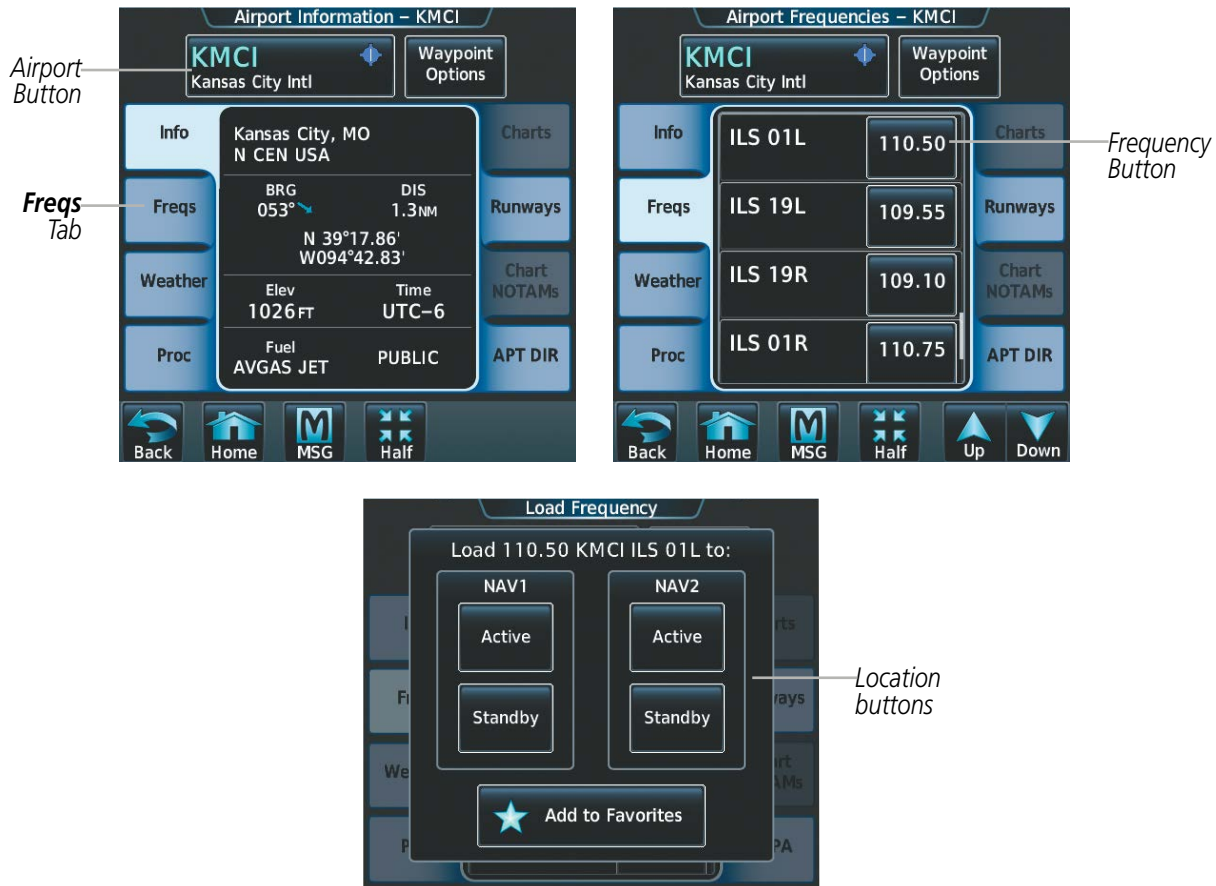 Airport Information – KMCI
KMCI
Kansas City Intl
Waypoint
Options
Airport
Button
Info
Freqs
Weather
Proc
Freqs
Tab
Kansas City, MO
N CEN USA
BRG
053°
DIS
1.3NM
N 39°17.86'
W094°42.83'
Elev
1026FT
Time
UTC–6
Fuel
AVGAS JET
PUBLIC
Charts
Runways
Chart
NOTAMs
APT DIR
Back
Home
MSG
Half
Airport Frequencies – KMCI
KMCI
Kansas City Intl
Waypoint
Options
Info
Freqs
Weather
Proc
ILS 01L
110.50
ILS 19L
109.55
ILS 19R
109.10
ILS 01R
110.75
Charts
Runways
Chart
NOTAMs
APT DIR
Frequency
Button
Back
Home
MSG
Half
Up
Down
Load Frequency
Load 110.50 KMCI ILS 01L to:
NAV1
Active
Standby
NAV2
Active
Standby
Add to Favorites
Location
buttons